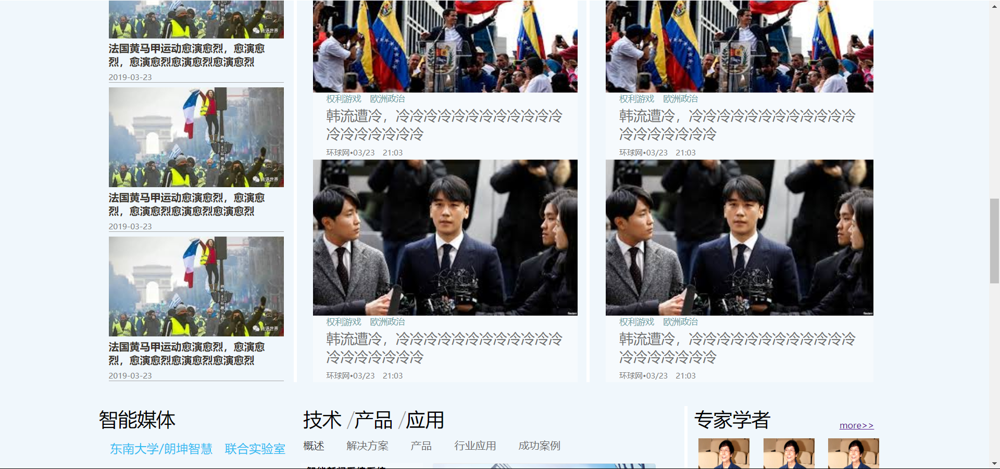 法语世界
法国黄马甲运动愈演愈烈，愈演愈
烈，愈演愈烈愈演愈烈愈演愈烈
2019-03-23
法语世界
法国黄马甲运动愈演愈烈，愈演愈
烈，愈演愈烈愈演愈烈愈演愈烈
2019-03-23
法语世界
法国黄马甲运动愈演愈烈，愈演愈
烈，愈演愈烈愈演愈烈愈演愈烈
2019-03-23
权利游戏 欧洲政治
韩流遭冷，冷冷冷冷冷冷冷冷冷冷冷冷
冷冷冷冷冷冷冷
环球网•03/23 21:03
权利游戏 欧洲政治
韩流遭冷，冷冷冷冷冷冷冷冷冷冷冷冷
冷冷冷冷冷冷冷
环球网•03/23 21:03
权利游戏 欧洲政治
韩流遭冷，冷冷冷冷冷冷冷冷冷冷冷冷
冷冷冷冷冷冷冷
环球网•03/23 21:03
权利游戏 欧洲政治
韩流遭冷，冷冷冷冷冷冷冷冷冷冷冷冷
冷冷冷冷冷冷冷
环球网•03/23 21:03
智能媒体
东南大学/朗坤智慧 联合实验室
技术 /产品 /应用
概述 解决方案 产品 行业应用 成功案例
专家学者
more>>